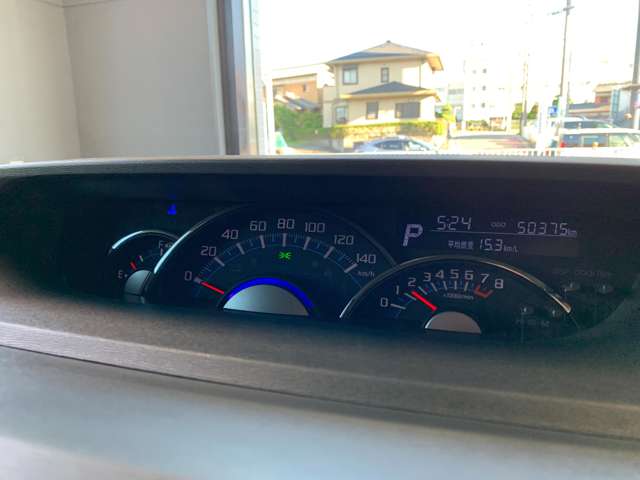 5:24 ODO 50375km
P 平均燃費 15.3km/L
E F
0 20 40 60 80 100 120 140
km/h
0 1 2 3 4 5 6 7 8
×1000r/min